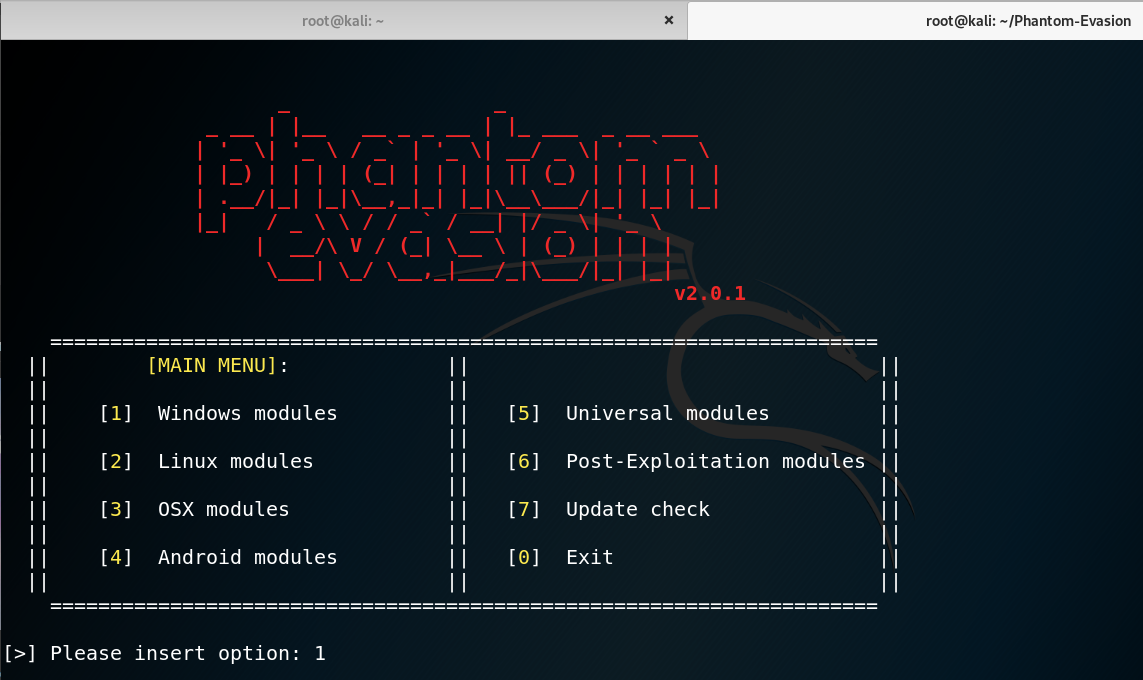 root@kali: ~ × root@kali: ~/Phantom-Evasion
phantom
evasion
v2.0.1
[MAIN MENU]:
[1] Windows modules || [5] Universal modules
[2] Linux modules || [6] Post-Exploitation modules
[3] OSX modules || [7] Update check
[4] Android modules || [0] Exit
[>] Please insert option: 1